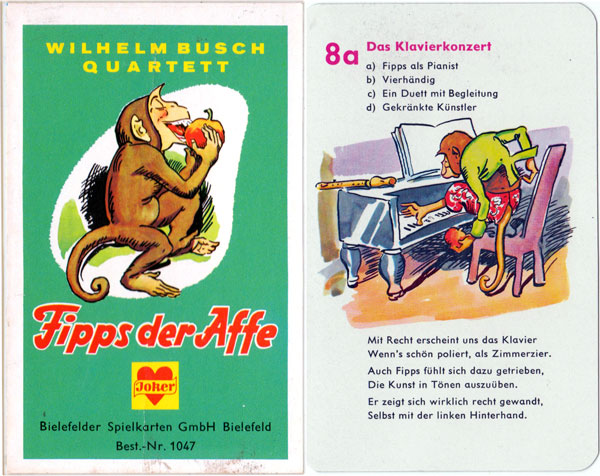 WILHELM BUSCH
QUARTETT
Fipps der Affe
Joker
Bielefelder Spielkarten GmbH Bielefeld
Best.-Nr. 1047
8a Das Klavierkonzert
a) Fipps als Pianist
b) Vierhändig
c) Ein Duett mit Begleitung
d) Gekränkte Künstler
Mit Recht erscheint uns das Klavier
Wenn's schön poliert, als Zimmerzier.
Auch Fipps fühlt sich dazu getrieben,
Die Kunst in Tönen auszuüben.
Er zeigt sich wirklich recht gewandt,
Selbst mit der linken Hinterhand.